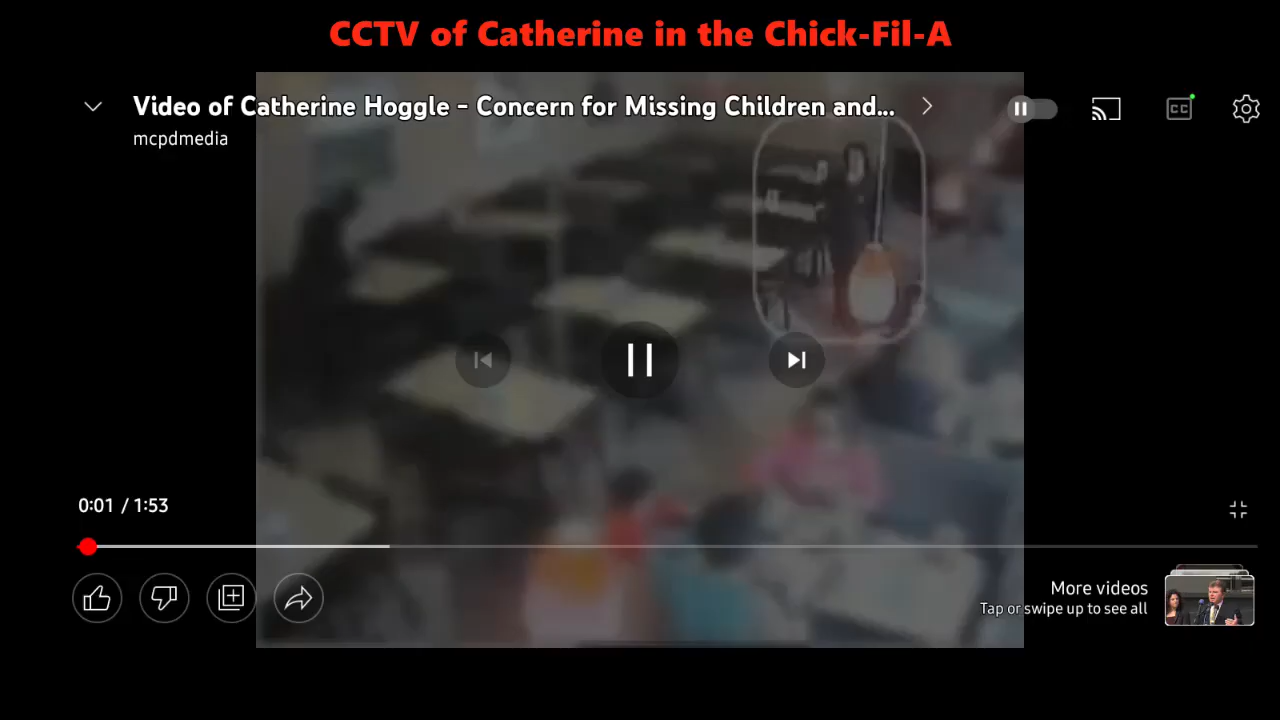 CCTV of Catherine in the Chick-Fil-A
Video of Catherine Hoggle - Concern for Missing Children and...
mcpdmedia
CC
0:01 / 1:53
More videos
Tap or swipe up to see all